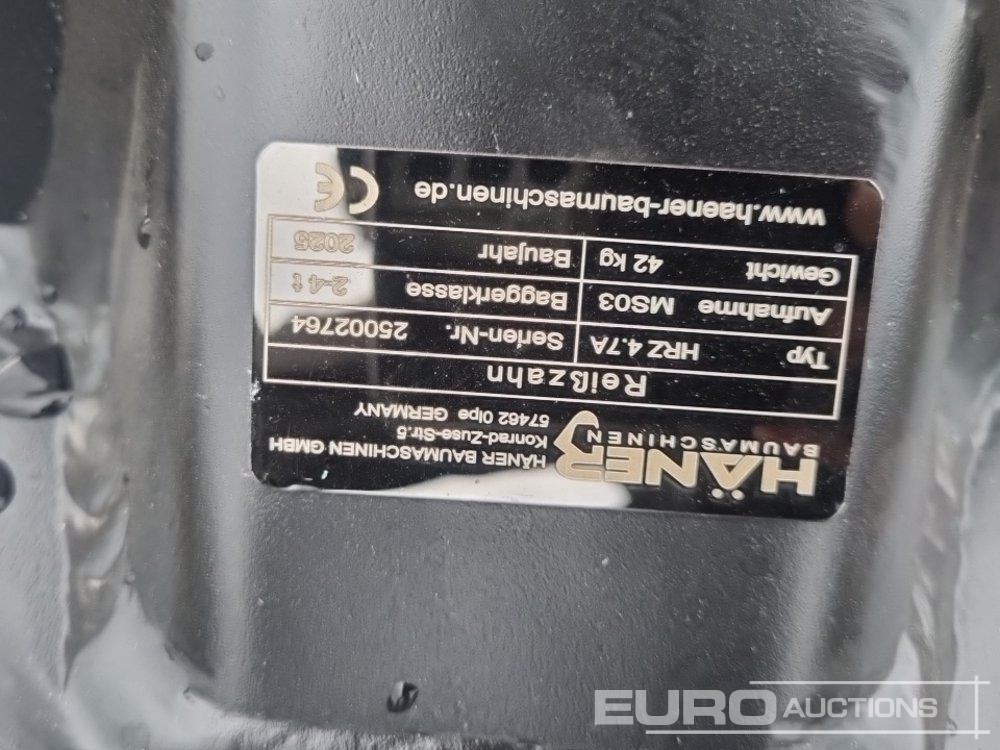 HÄNER
BAUMASCHINEN
HÄNER BAUMASCHINEN GMBH
Konrad-Zuse-Str.5
57462 Olpe GERMANY
Reißzahn
Typ HRZ 4.7A Serien-Nr. 25002764
Aufnahme MS03 Baggerklasse 2-4 t
Gewicht 42 kg Baujahr 2025
www.haener-baumaschinen.de CE
EURO AUCTIONS